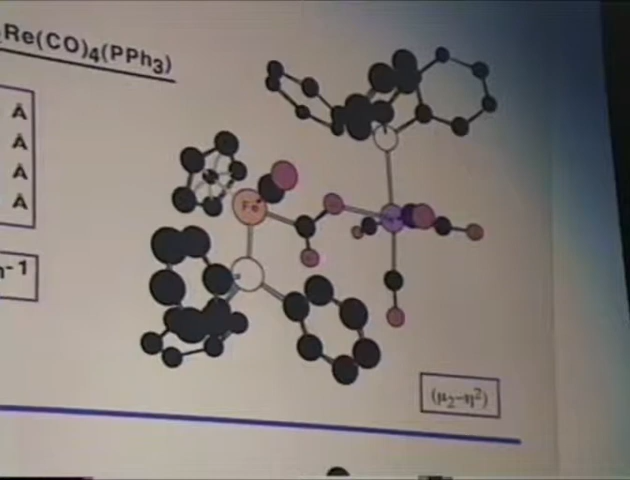 Re(CO)4(PPh3)
Å
Å
Å
Å
-1
Fe
(μ2-η2)